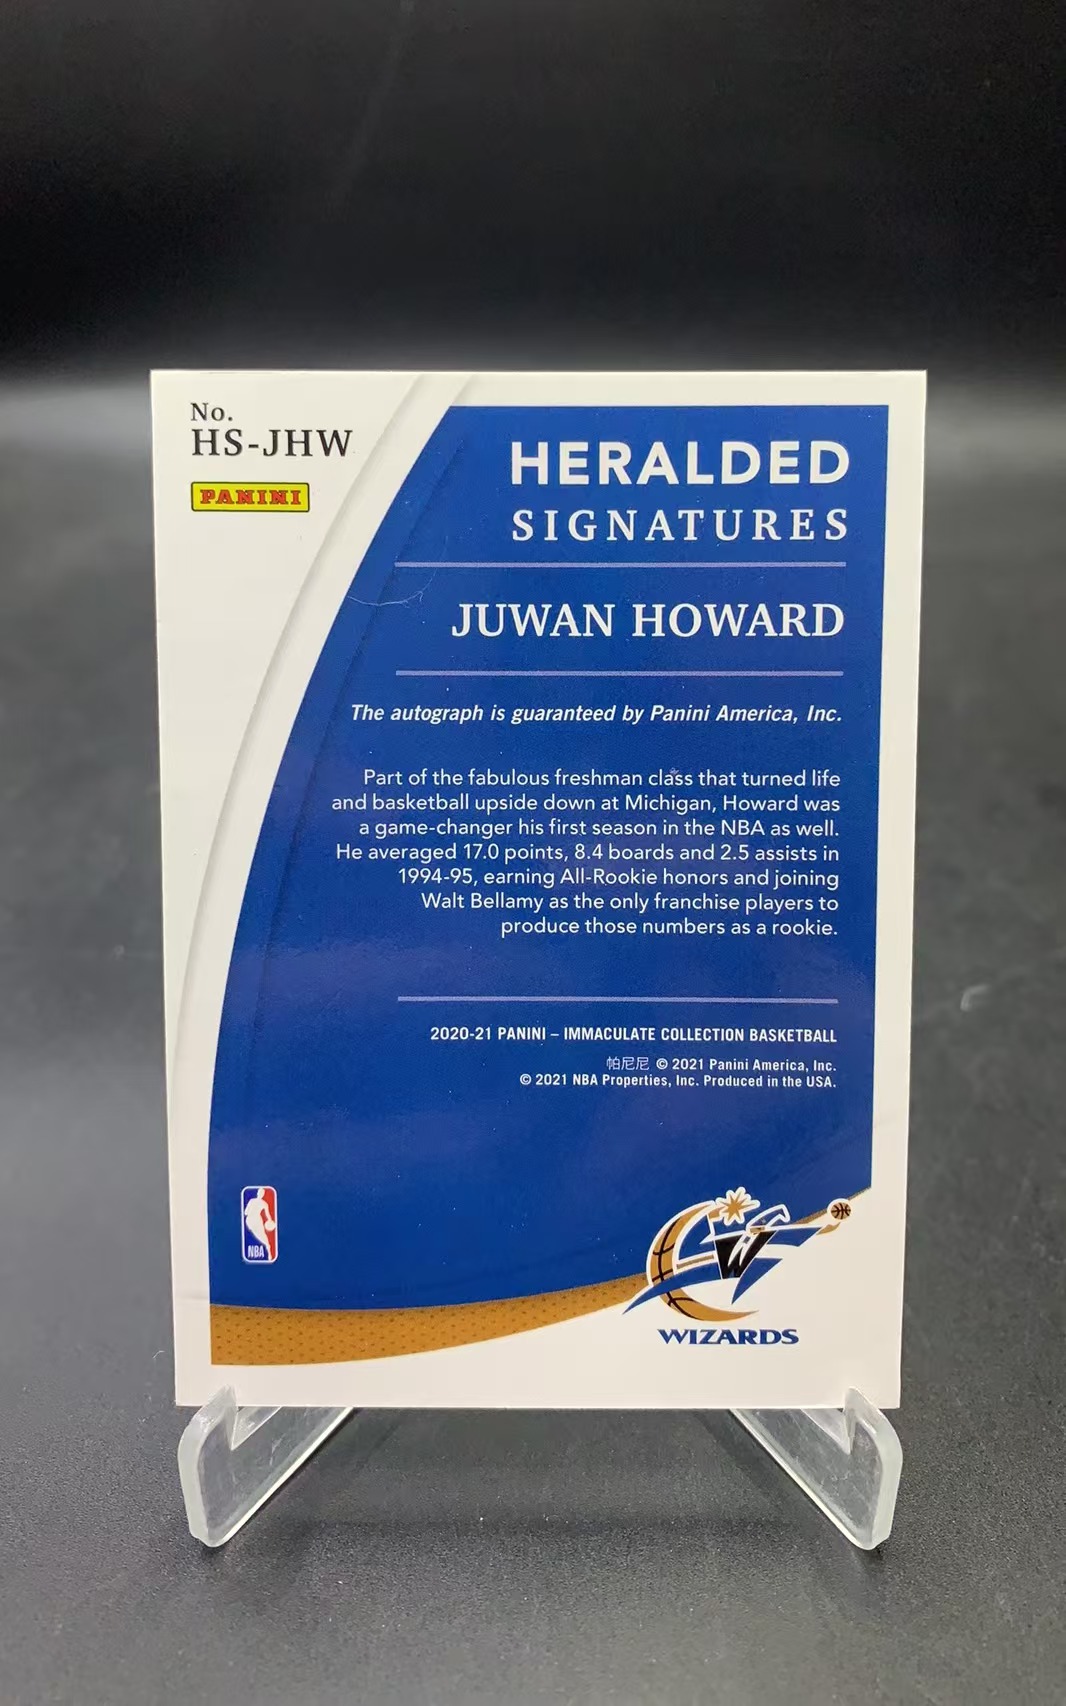 No.
HS-JHW
PANINI
HERALDED
SIGNATURES
JUWAN HOWARD
The autograph is guaranteed by Panini America, Inc.
Part of the fabulous freshman class that turned life
and basketball upside down at Michigan, Howard was
a game-changer his first season in the NBA as well.
He averaged 17.0 points, 8.4 boards and 2.5 assists in
1994-95, earning All-Rookie honors and joining
Walt Bellamy as the only franchise players to
produce those numbers as a rookie.
2020-21 PANINI – IMMACULATE COLLECTION BASKETBALL
帕尼尼 © 2021 Panini America, Inc.
© 2021 NBA Properties, Inc. Produced in the USA.
NBA
W
WIZARDS